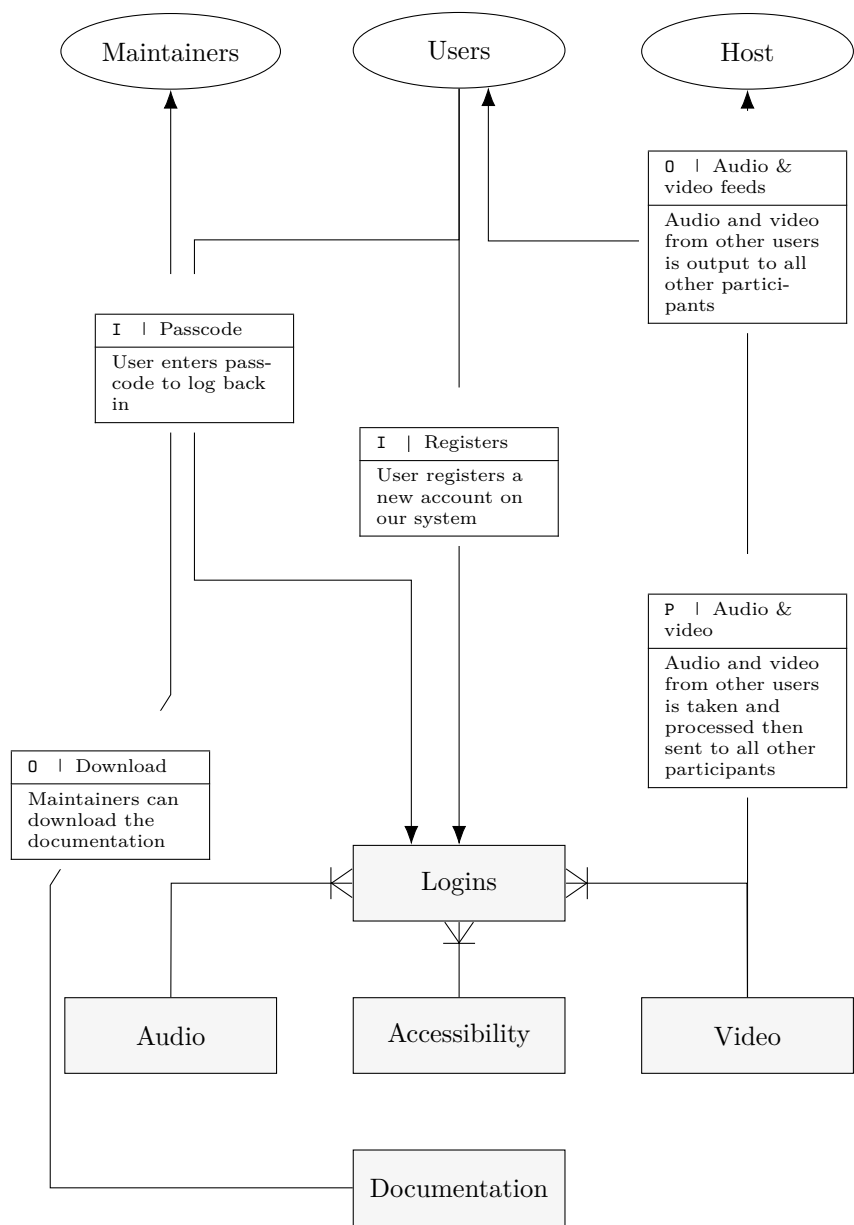 Maintainers
Users
Host
O | Audio &
video feeds
Audio and video
from other users
is output to all
other partici-
pants
I | Passcode
User enters pass-
code to log back
in
I | Registers
User registers a
new account on
our system
P | Audio &
video
Audio and video
from other users
is taken and
processed then
sent to all other
participants
O | Download
Maintainers can
download the
documentation
Logins
Audio
Accessibility
Video
Documentation